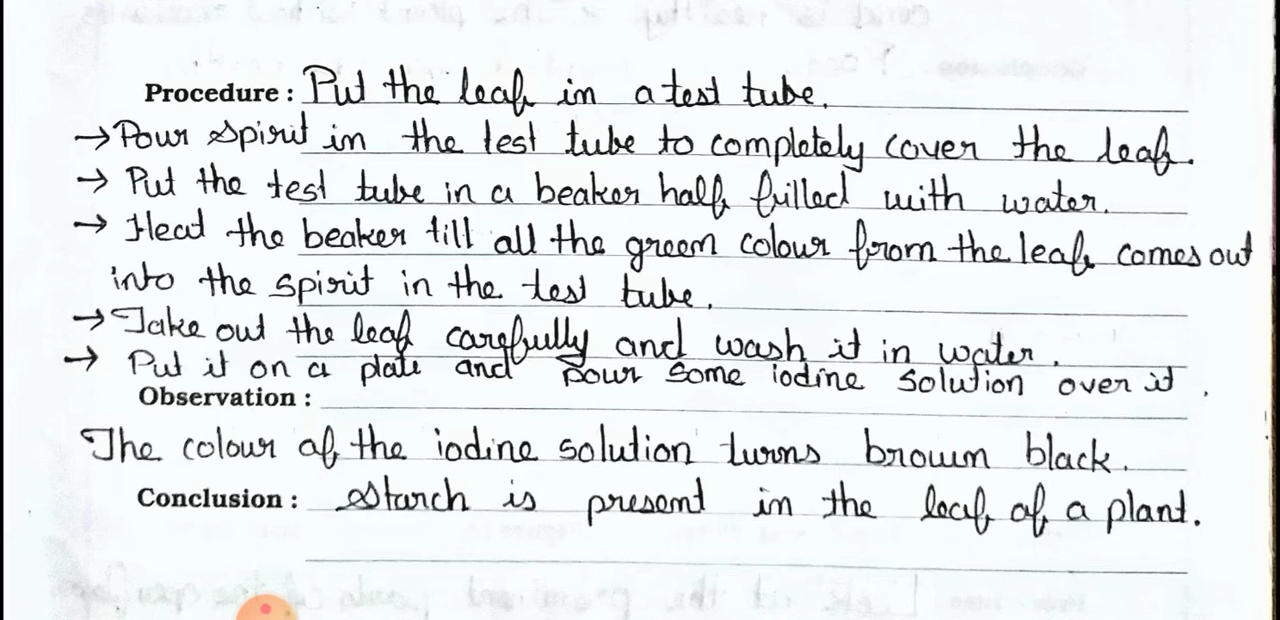 Procedure : Put the leaf in a test tube.
→ Pour spirit in the test tube to completely cover the leaf.
→ Put the test tube in a beaker half filled with water.
→ Heat the beaker till all the green colour from the leaf comes out
into the spirit in the test tube.
→ Take out the leaf carefully and wash it in water.
→ Put it on a plate and pour some iodine solution over it.
Observation :
The colour of the iodine solution turns brown black.
Conclusion : Starch is present in the leaf of a plant.